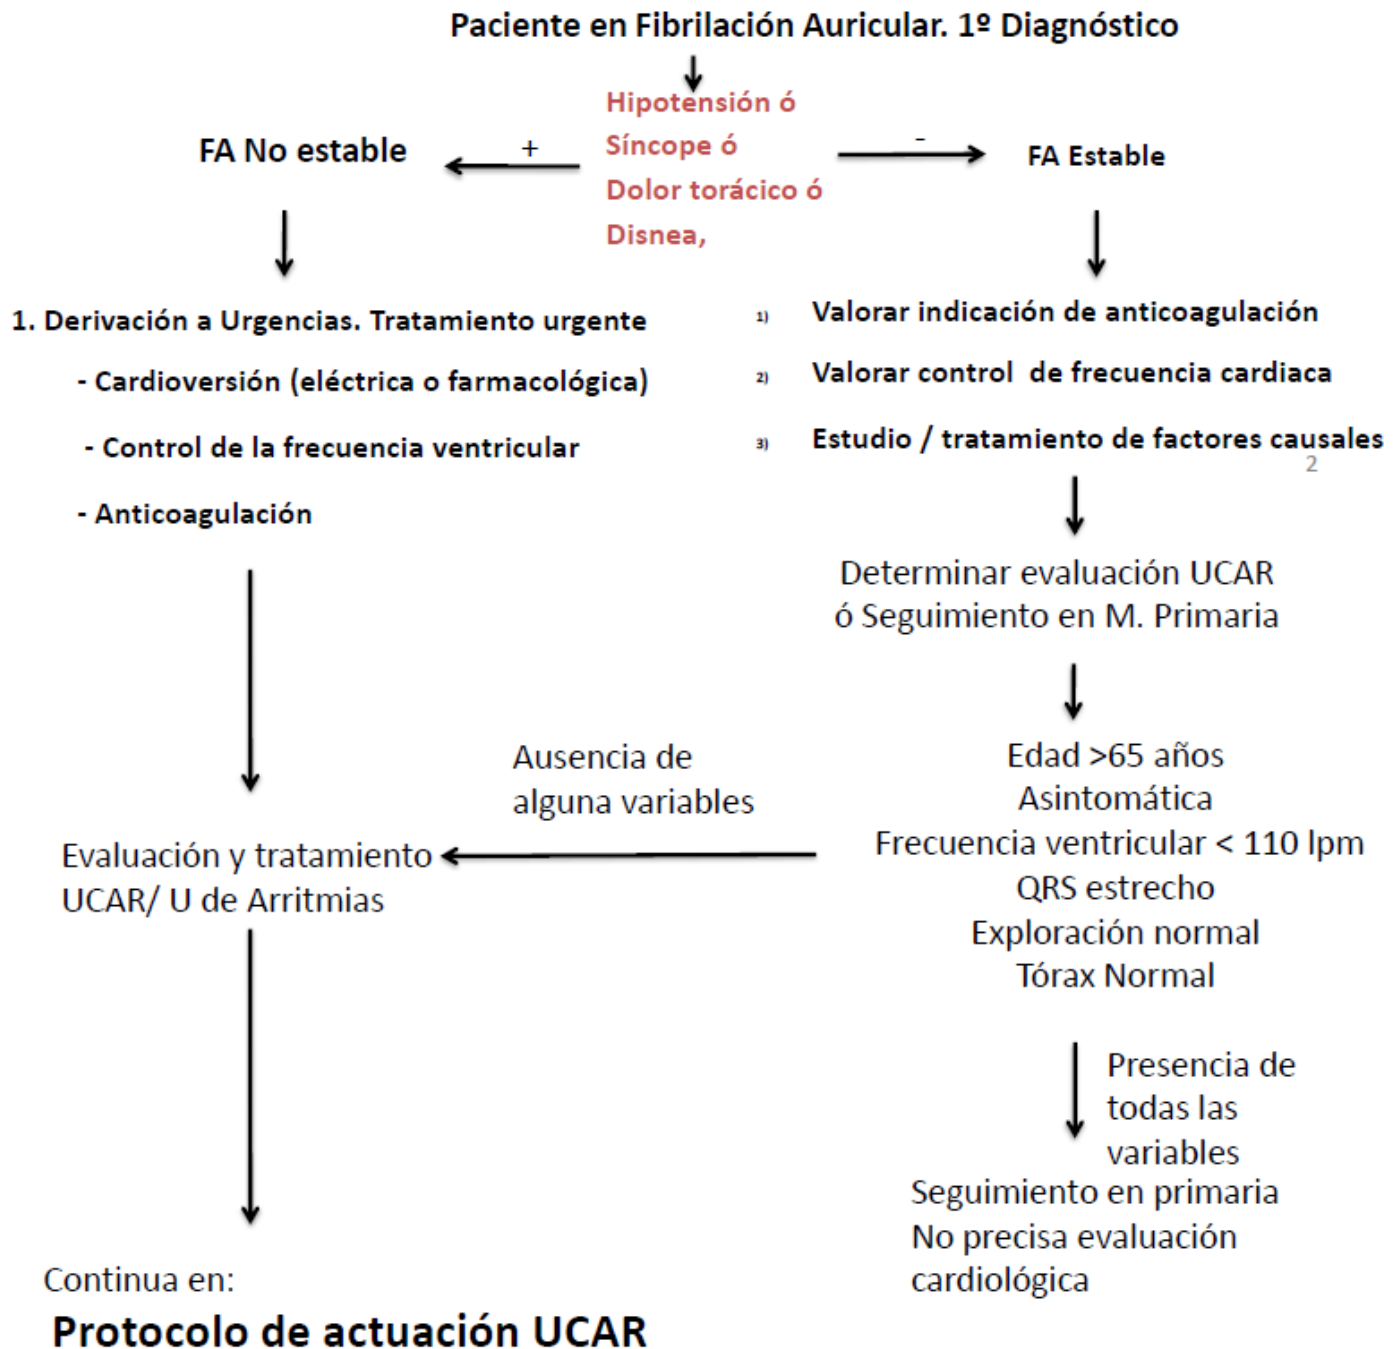 Paciente en Fibrilación Auricular. 1º Diagnóstico
Hipotensión ó
Síncope ó
Dolor torácico ó
Disnea,
+
-
FA No estable
FA Estable
1. Derivación a Urgencias. Tratamiento urgente
- Cardioversión (eléctrica o farmacológica)
- Control de la frecuencia ventricular
- Anticoagulación
1) Valorar indicación de anticoagulación
2) Valorar control de frecuencia cardiaca
3) Estudio / tratamiento de factores causales
2
Determinar evaluación UCAR
ó Seguimiento en M. Primaria
Edad >65 años
Asintomática
Frecuencia ventricular < 110 lpm
QRS estrecho
Exploración normal
Tórax Normal
Ausencia de
alguna variables
Evaluación y tratamiento
UCAR/ U de Arritmias
Presencia de
todas las
variables
Seguimiento en primaria
No precisa evaluación
cardiológica
Continua en:
Protocolo de actuación UCAR